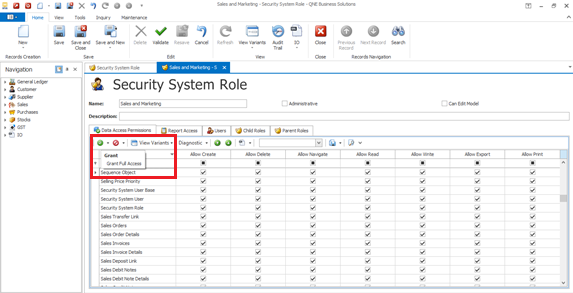 Sales and Marketing - Security System Role - QNE Business Solutions
Home View Tools Inquiry Maintenance
New Save Save and Close Save and New Delete Validate Reaame Cancel Refresh View Variants Audit Trail IO Close Previous Record Next Record Search
Records Creation Save Edit View Close Records Navigation
Navigation
Security System Role Sales and Marketing - S
General Ledger
Customer
Supplier
Sales
Purchases
Stocks
GST
IO
Security System Role
Name: Sales and Marketing Administrative Can Edit Model
Description:
Data Access Permissions Report Access Users Child Roles Parent Roles
View Variants Diagnostic
Grant
Grant Full Access
Allow Create Allow Delete Allow Navigate Allow Read Allow Write Allow Export Allow Print
Sequence Object
Selling Price Priority
Security System User Base
Security System User
Security System Role
Sales Transfer Link
Sales Orders
Sales Order Details
Sales Invoices
Sales Invoice Details
Sales Deposit Link
Sales Debit Notes
Sales Debit Note Details